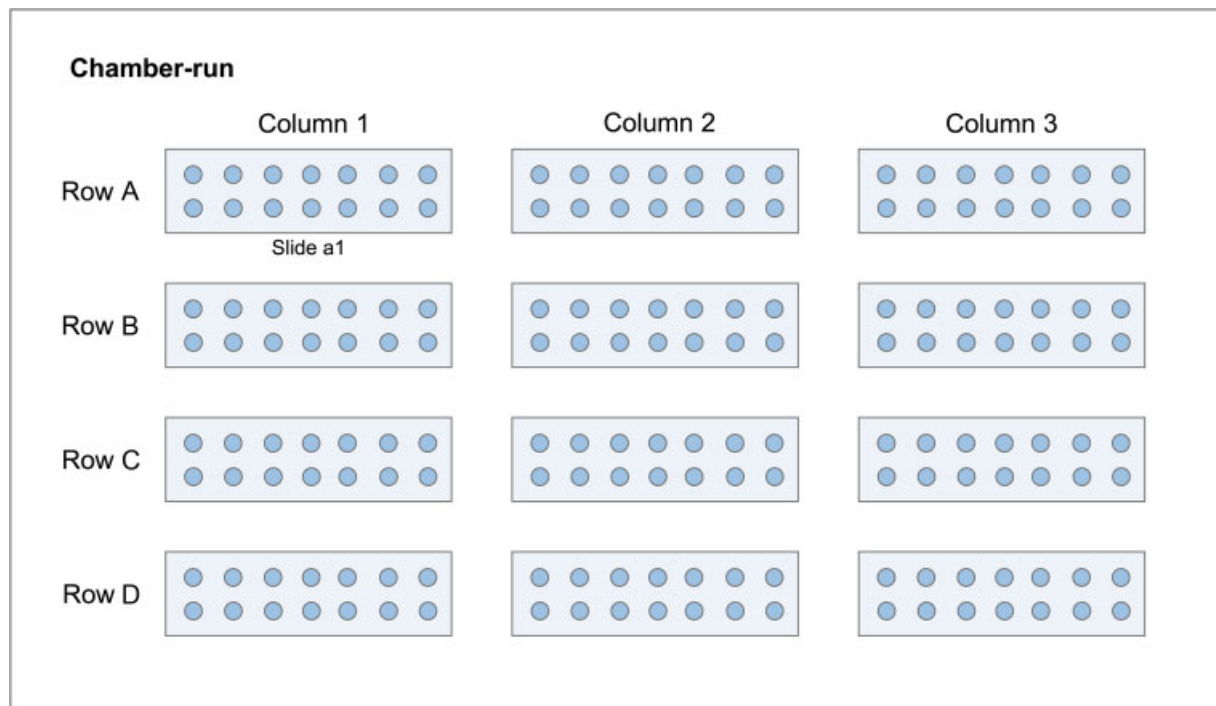 Chamber-run
Column 1 Column 2 Column 3
Row A
Slide a1
Row B
Row C
Row D